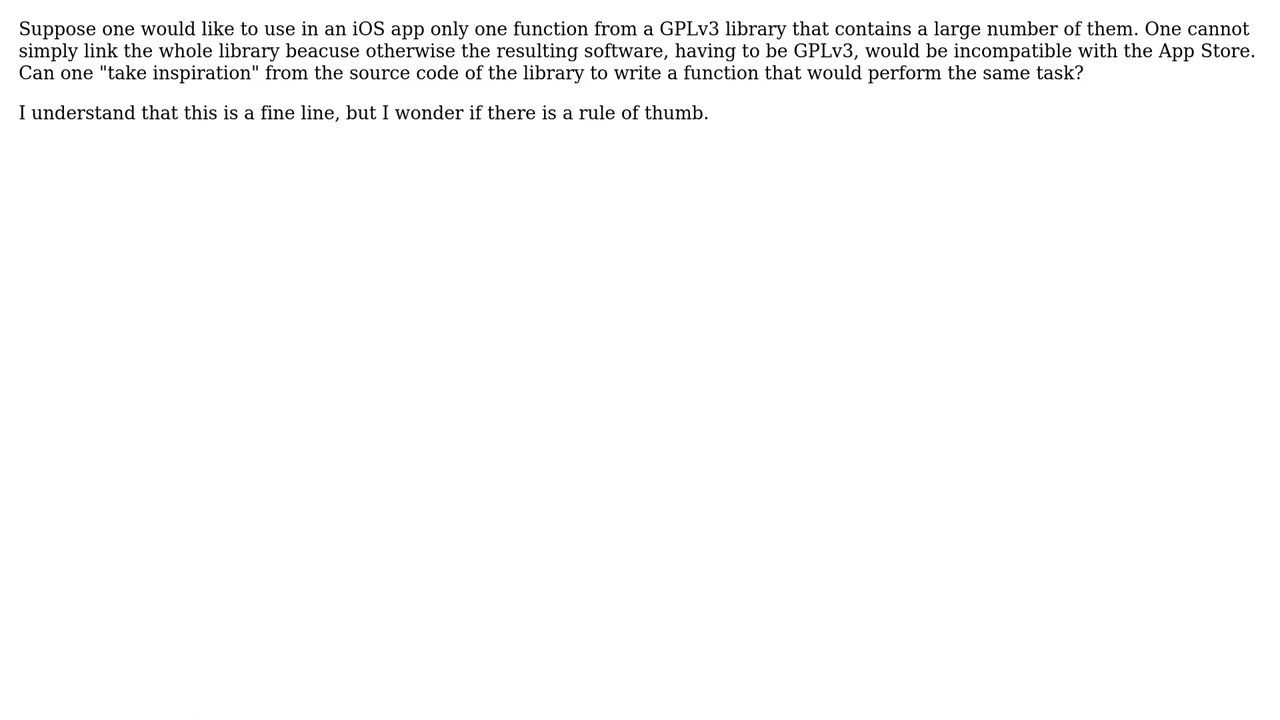 Suppose one would like to use in an iOS app only one function from a GPLv3 library that contains a large number of them. One cannot
simply link the whole library beacuse otherwise the resulting software, having to be GPLv3, would be incompatible with the App Store.
Can one "take inspiration" from the source code of the library to write a function that would perform the same task?
I understand that this is a fine line, but I wonder if there is a rule of thumb.